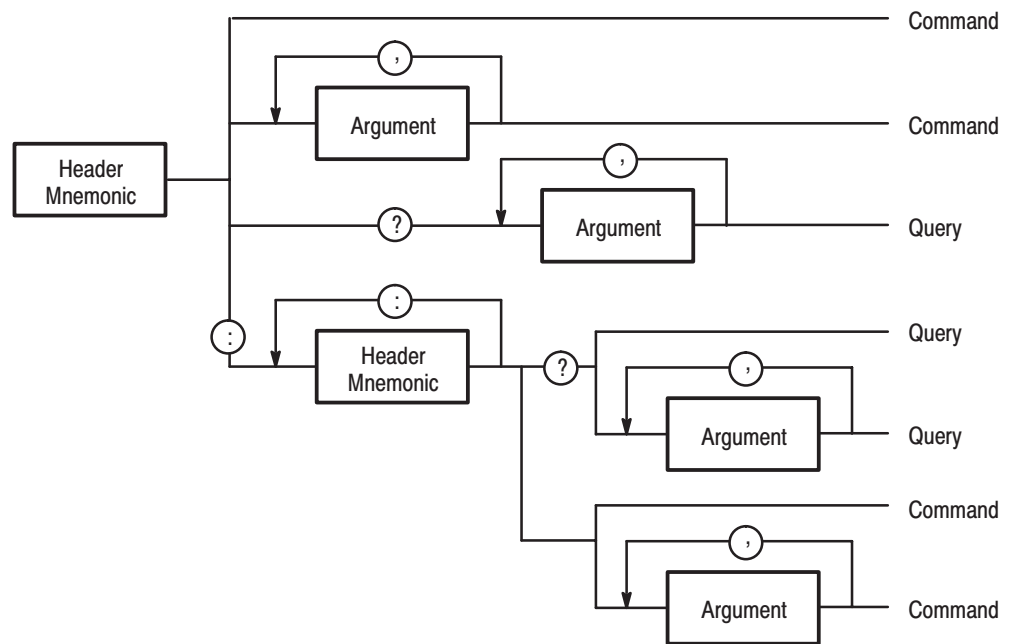 Command
,
Argument
Command
Header
Mnemonic
,
?
Argument
Query
:
:
Header
Mnemonic
?
Query
,
Argument
Query
Command
,
Argument
Command